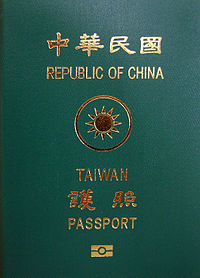 中華民國
REPUBLIC OF CHINA
TAIWAN
護照
PASSPORT